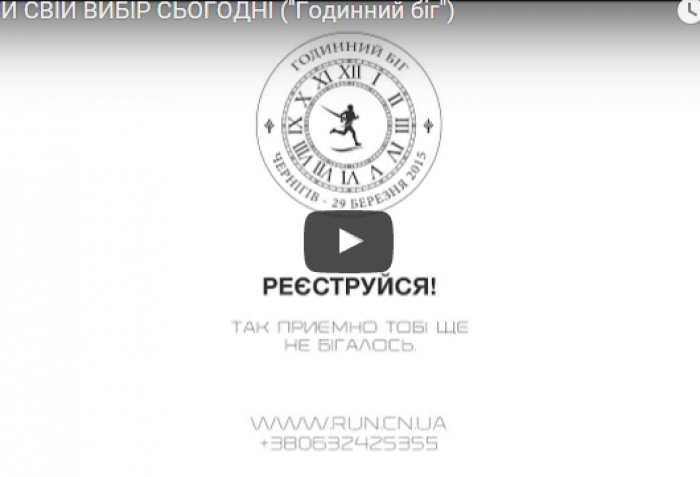 Й СВІЙ ВИБІР СЬОГОДНІ ("Годинний біг")
ГОДИННИЙ БІГ
XII I II III IV V VI VII VIII IX X XI
ЧЕРНІГІВ - 29 БЕРЕЗНЯ 2015
РЕЄСТРУЙСЯ!
ТАК ПРИЄМНО ТОБІ ЩЕ
НЕ БІГАЛОСЬ.
WWW.RUN.CN.UA
+380632425355